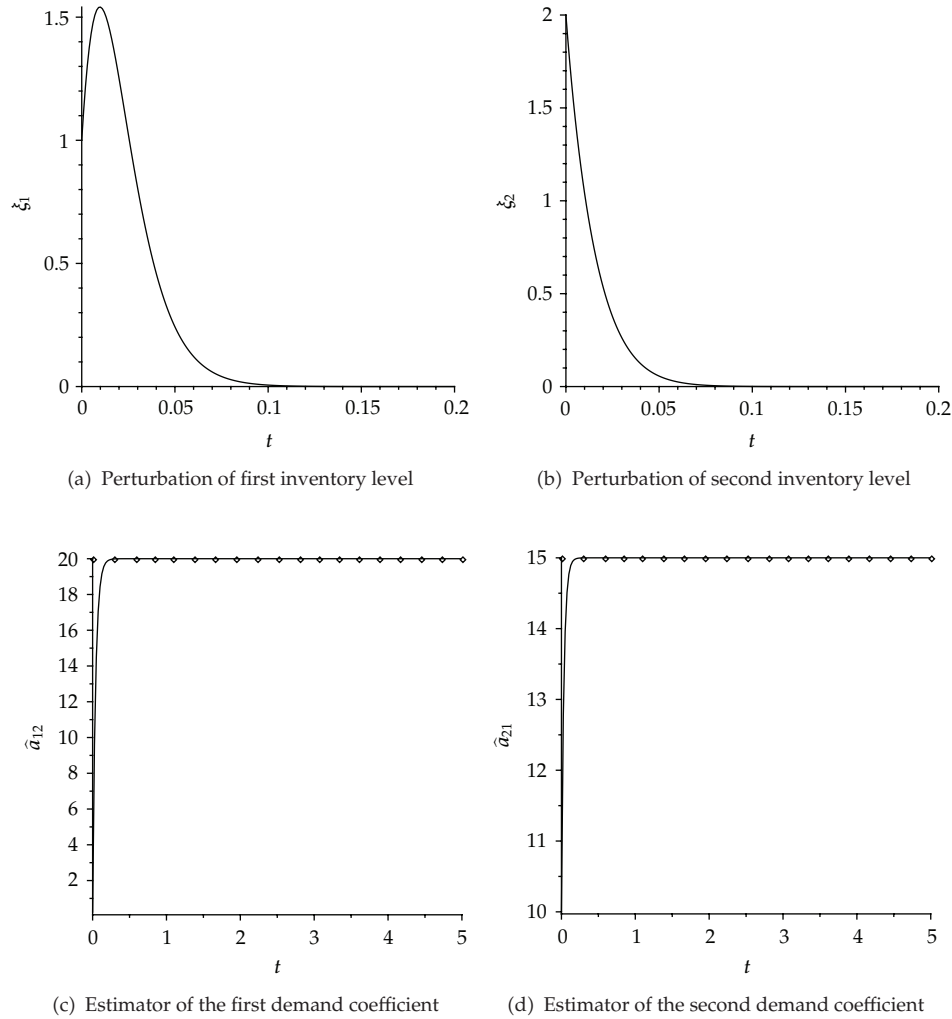 1.5
1
0.5
0
ξ1
0 0.05 0.1 0.15 0.2
t
(a) Perturbation of first inventory level
2
1.5
1
0.5
0
ξ2
0 0.05 0.1 0.15 0.2
t
(b) Perturbation of second inventory level
20
18
16
14
12
10
8
6
4
2
â12
0 1 2 3 4 5
t
(c) Estimator of the first demand coefficient
15
14
13
12
11
10
â21
0 1 2 3 4 5
t
(d) Estimator of the second demand coefficient